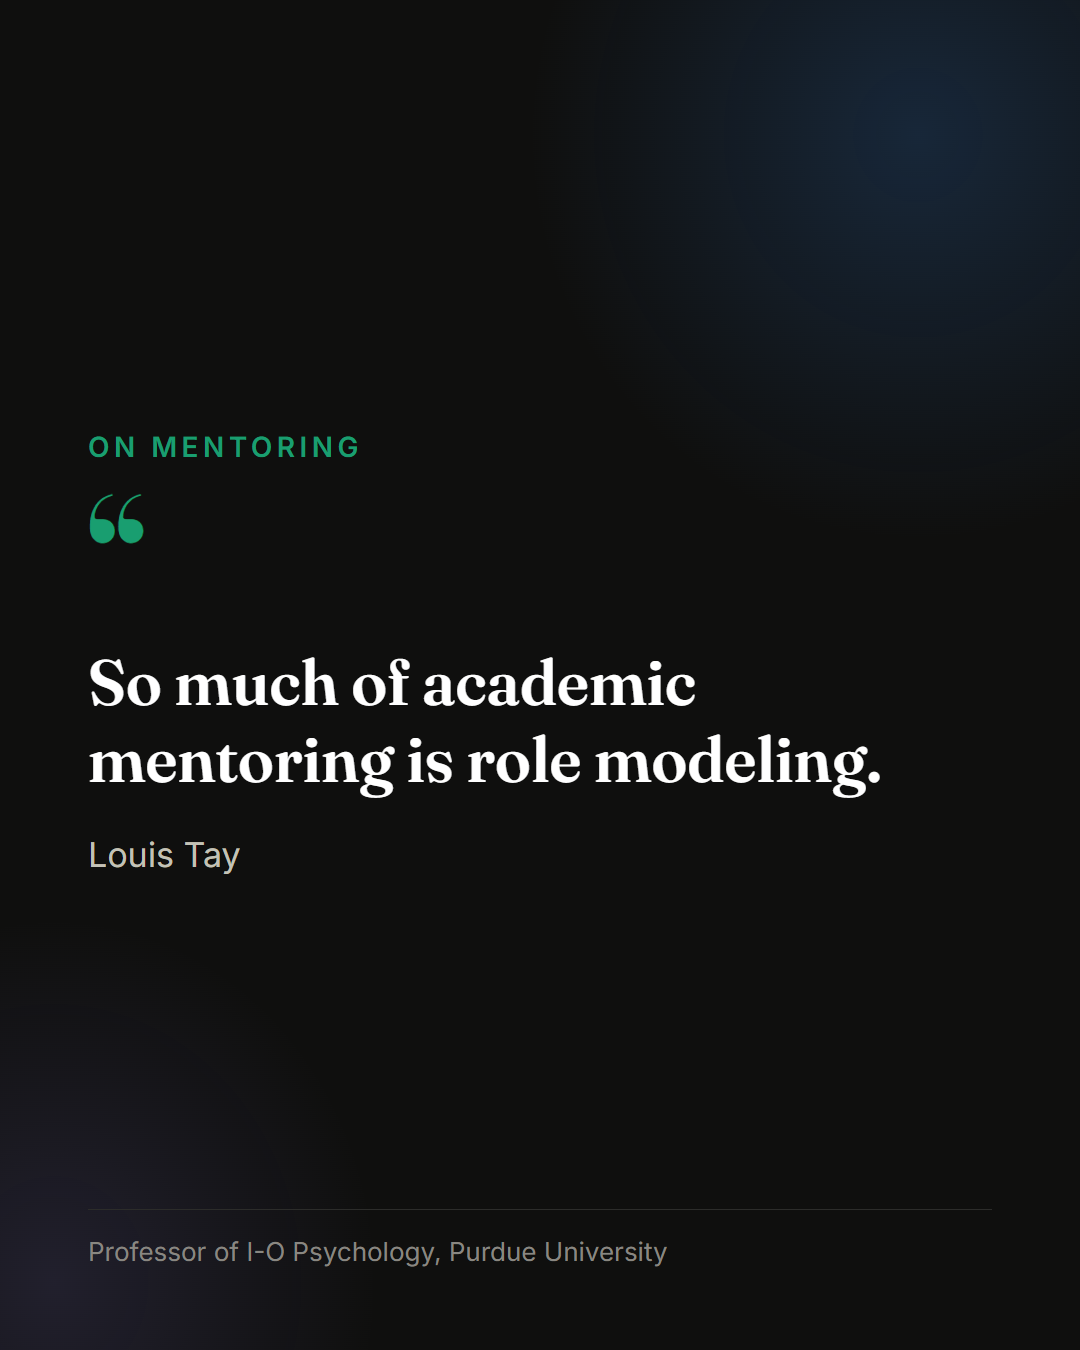 ON MENTORING
“
So much of academic
mentoring is role modeling.
Louis Tay
Professor of I-O Psychology, Purdue University